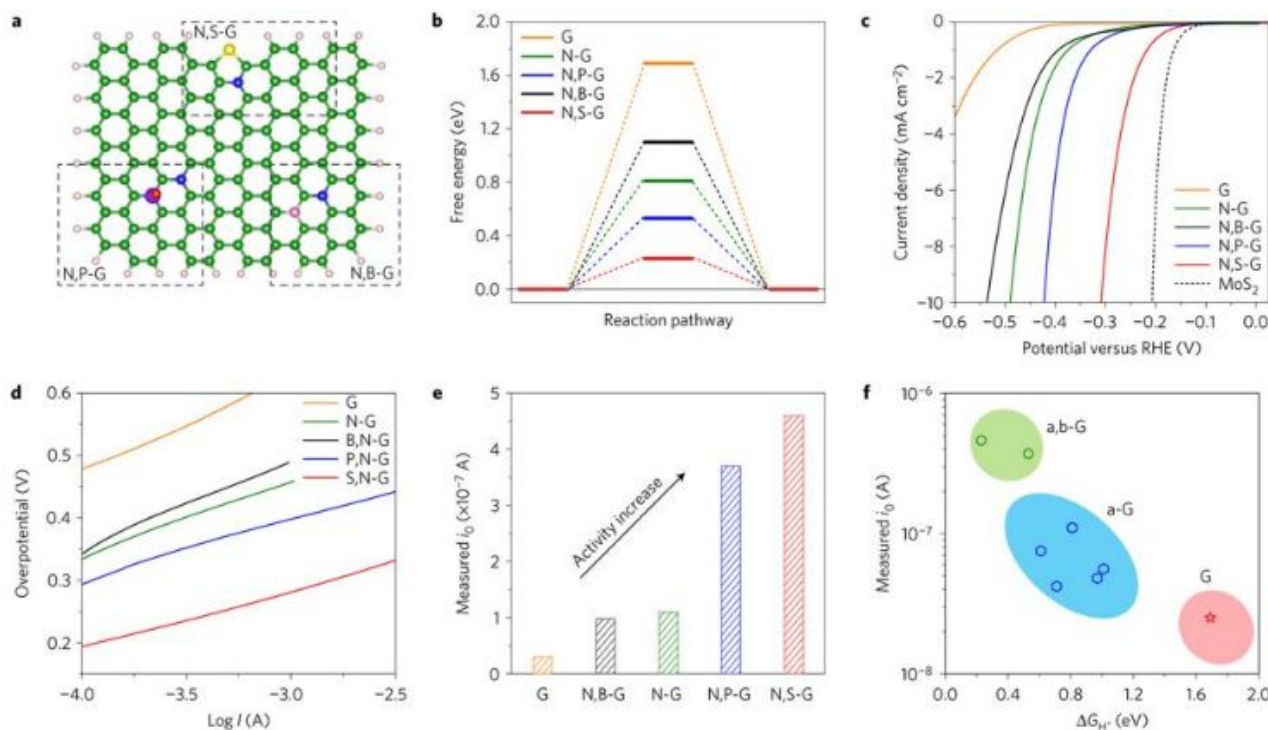 a
N,S-G
N,P-G
N,B-G
b
Free energy (eV)
2.0
1.6
1.2
0.8
0.4
0.0
G
N-G
N,P-G
N,B-G
N,S-G
Reaction pathway
c
Current density (mA cm⁻²)
0
−2
−4
−6
−8
−10
G
N-G
N,B-G
N,P-G
N,S-G
MoS₂
−0.6 −0.5 −0.4 −0.3 −0.2 −0.1 0.0
Potential versus RHE (V)
d
Overpotential (V)
0.6
0.5
0.4
0.3
0.2
G
N-G
B,N-G
P,N-G
S,N-G
−4.0 −3.5 −3.0 −2.5
Log I (A)
e
Measured i₀ (×10⁻⁷ A)
5
4
3
2
1
0
Activity increase
G N,B-G N-G N,P-G N,S-G
f
Measured i₀ (A)
10⁻⁶
10⁻⁷
10⁻⁸
a,b-G
a-G
G
0 0.4 0.8 1.2 1.6 2.0
ΔG_H* (eV)